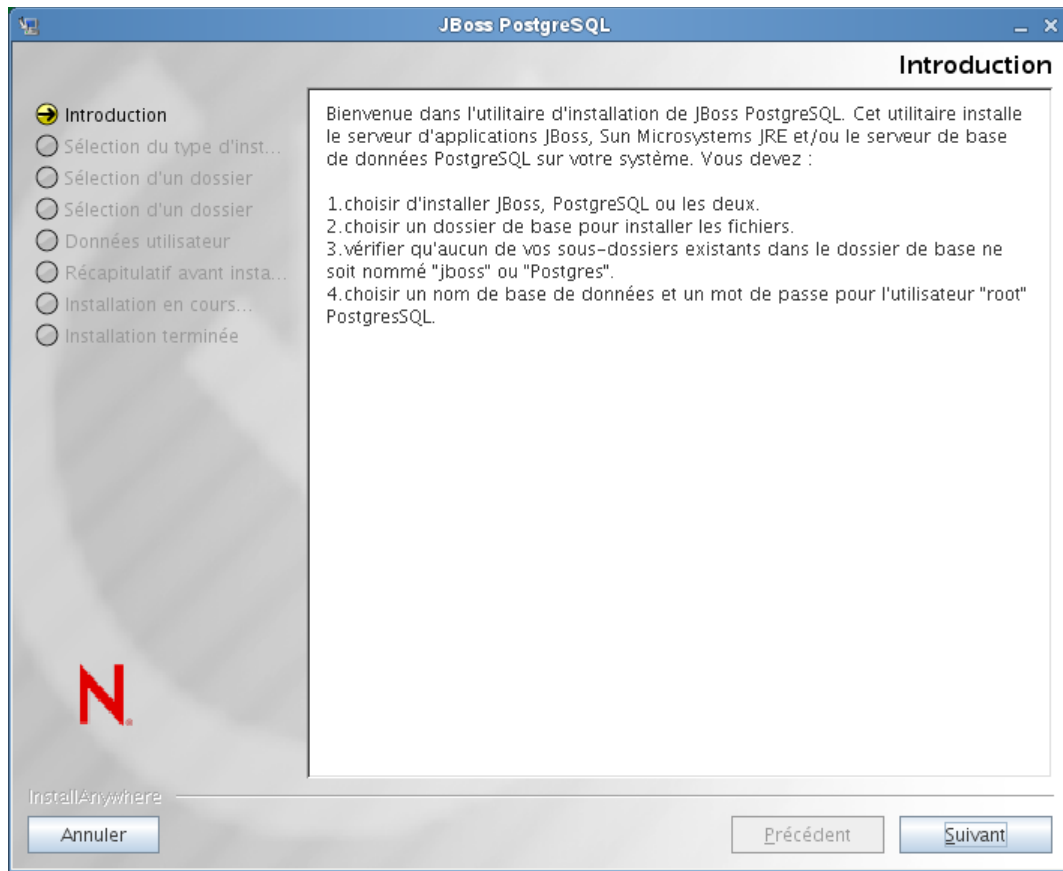 JBoss PostgreSQL
Introduction
Introduction
Sélection du type d'inst...
Sélection d'un dossier
Sélection d'un dossier
Données utilisateur
Récapitulatif avant insta...
Installation en cours...
Installation terminée
Bienvenue dans l'utilitaire d'installation de JBoss PostgreSQL. Cet utilitaire installe
le serveur d'applications JBoss, Sun Microsystems JRE et/ou le serveur de base
de données PostgreSQL sur votre système. Vous devez :
1.choisir d'installer JBoss, PostgreSQL ou les deux.
2.choisir un dossier de base pour installer les fichiers.
3.vérifier qu'aucun de vos sous-dossiers existants dans le dossier de base ne
soit nommé "jboss" ou "Postgres".
4.choisir un nom de base de données et un mot de passe pour l'utilisateur "root"
PostgresSQL.
N
InstallAnywhere
Annuler
Précédent
Suivant